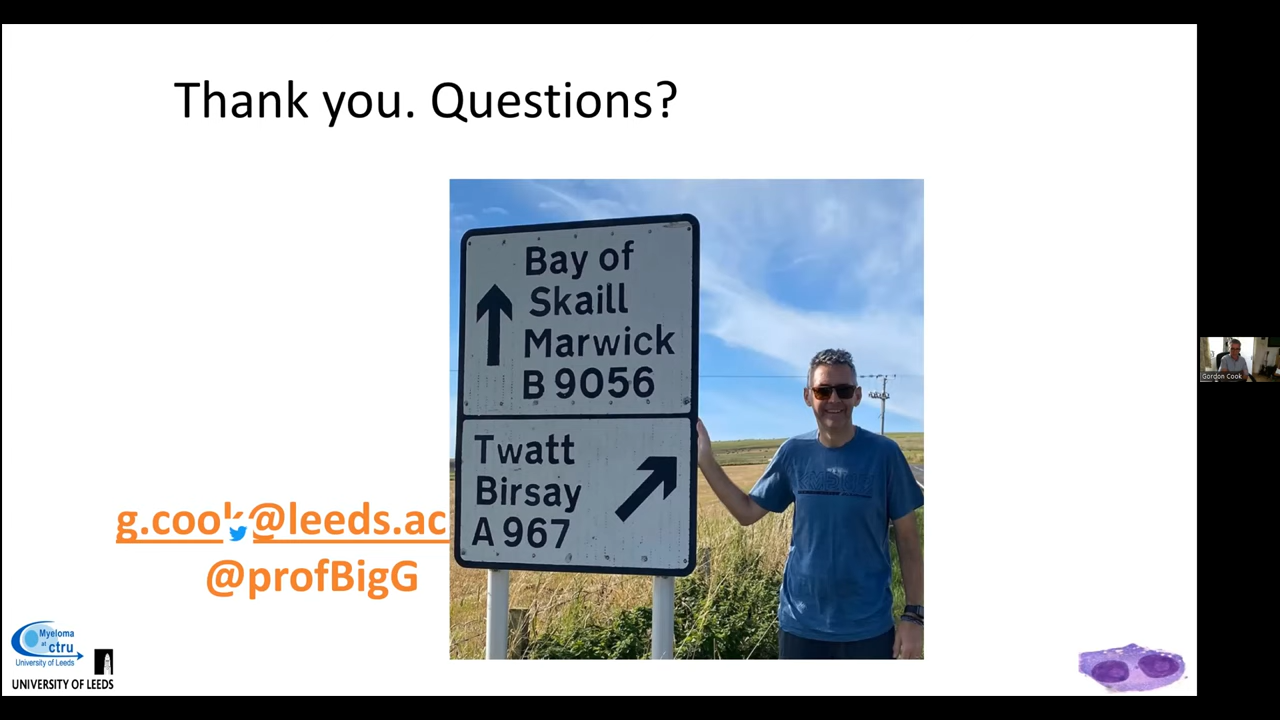 Thank you. Questions?
Bay of
Skaill
Marwick
B 9056
Twatt
Birsay
A 967
g.cook@leeds.ac
@profBigG
Myeloma
at
ctru
University of Leeds
UNIVERSITY OF LEEDS
Gordon Cook